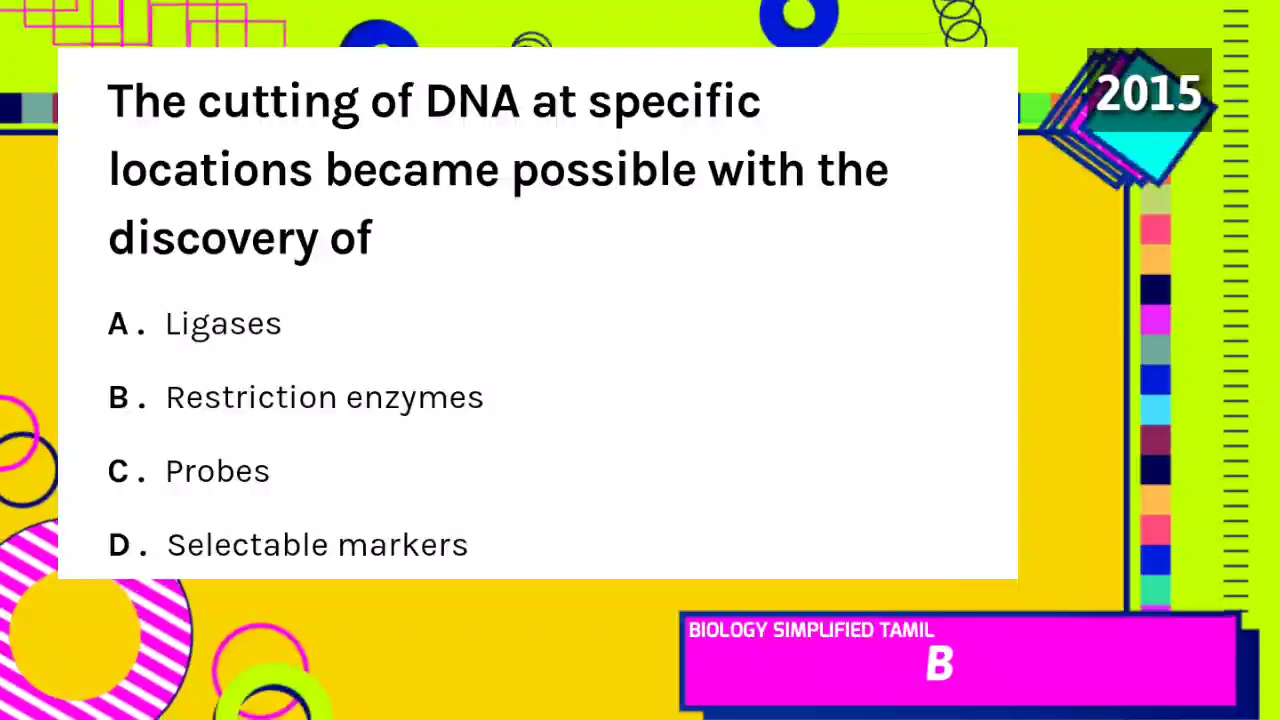 The cutting of DNA at specific
locations became possible with the
discovery of
2015
A. Ligases
B. Restriction enzymes
C. Probes
D. Selectable markers
BIOLOGY SIMPLIFIED TAMIL
B